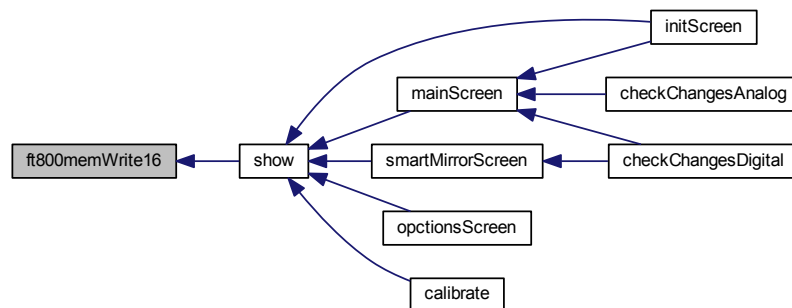 initScreen
mainScreen
checkChangesAnalog
ft800memWrite16
show
smartMirrorScreen
checkChangesDigital
opctionsScreen
calibrate